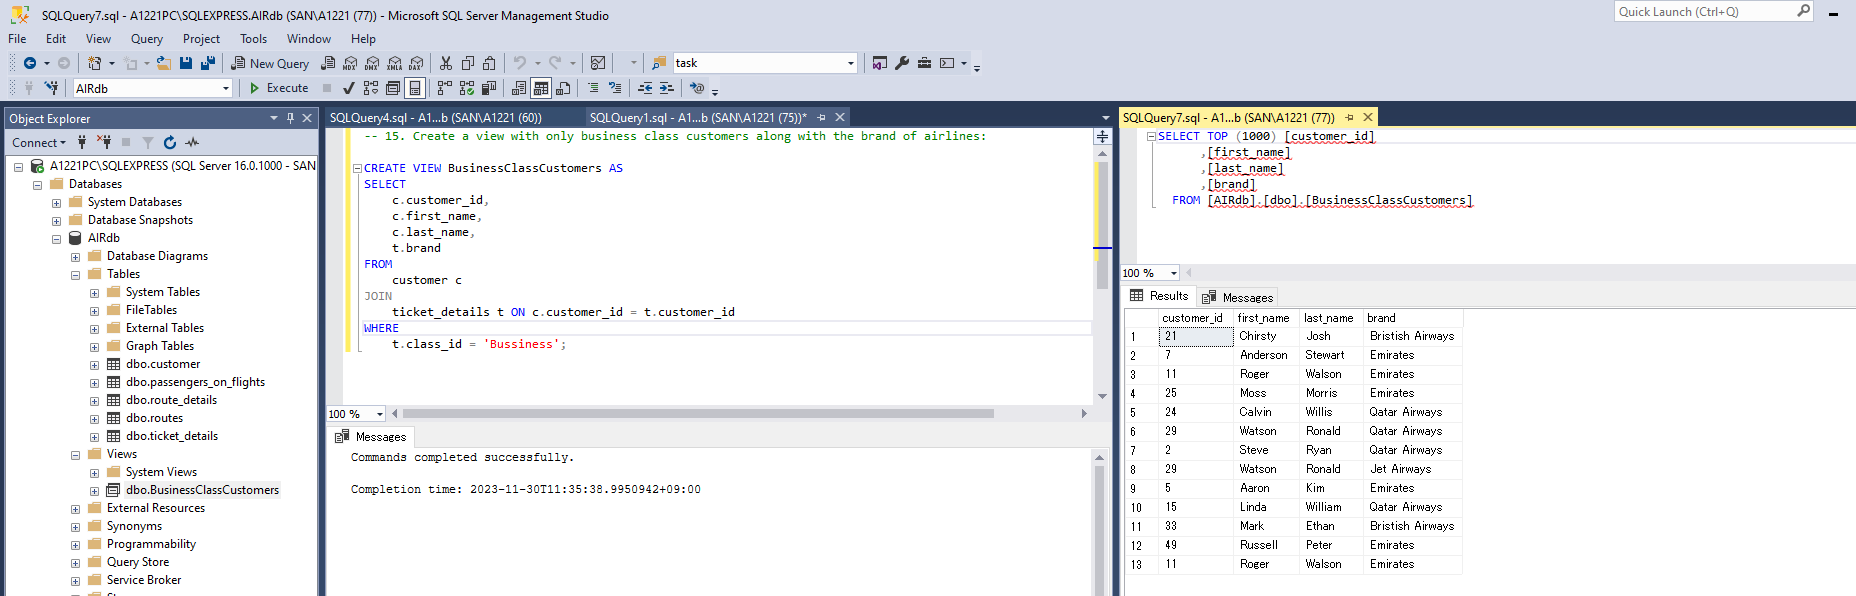 SQLQuery7.sql - A1221PC\SQLEXPRESS.AIRdb (SAN\A1221 (77)) - Microsoft SQL Server Management Studio
Quick Launch (Ctrl+Q)
File Edit View Query Project Tools Window Help
New Query MDX DMX XMLA DAX task
AIRdb Execute
Object Explorer
Connect
A1221PC\SQLEXPRESS (SQL Server 16.0.1000 - SAN
Databases
System Databases
Database Snapshots
AIRdb
Database Diagrams
Tables
System Tables
FileTables
External Tables
Graph Tables
dbo.customer
dbo.passengers_on_flights
dbo.route_details
dbo.routes
dbo.ticket_details
Views
System Views
dbo.BusinessClassCustomers
External Resources
Synonyms
Programmability
Query Store
Service Broker
SQLQuery4.sql - A1...b (SAN\A1221 (60)) SQLQuery1.sql - A1...b (SAN\A1221 (75))*
-- 15. Create a view with only business class customers along with the brand of airlines:
CREATE VIEW BusinessClassCustomers AS
SELECT
c.customer_id,
c.first_name,
c.last_name,
t.brand
FROM
customer c
JOIN
ticket_details t ON c.customer_id = t.customer_id
WHERE
t.class_id = 'Bussiness';
100 %
Messages
Commands completed successfully.
Completion time: 2023-11-30T11:35:38.9950942+09:00
SQLQuery7.sql - A1...b (SAN\A1221 (77))
SELECT TOP (1000) [customer_id]
,[first_name]
,[last_name]
,[brand]
FROM [AIRdb].[dbo].[BusinessClassCustomers]
100 %
Results Messages
customer_id first_name last_name brand
1 21 Chirsty Josh Bristish Airways
2 7 Anderson Stewart Emirates
3 11 Roger Walson Emirates
4 25 Moss Morris Emirates
5 24 Calvin Willis Qatar Airways
6 29 Watson Ronald Qatar Airways
7 2 Steve Ryan Qatar Airways
8 29 Watson Ronald Jet Airways
9 5 Aaron Kim Emirates
10 15 Linda William Qatar Airways
11 33 Mark Ethan Bristish Airways
12 49 Russell Peter Emirates
13 11 Roger Walson Emirates